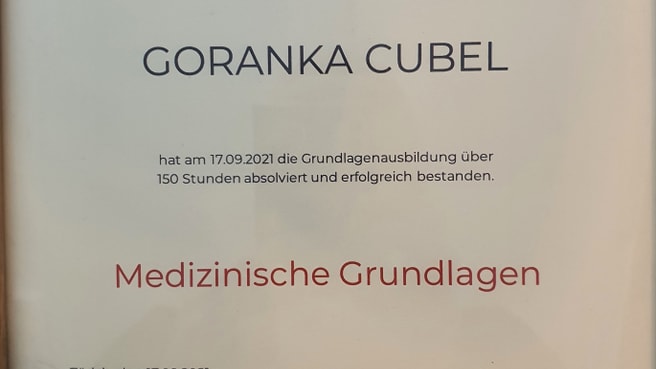 GORANKA CUBEL
hat am 17.09.2021 die Grundlagenausbildung über
150 Stunden absolviert und erfolgreich bestanden.
Medizinische Grundlagen